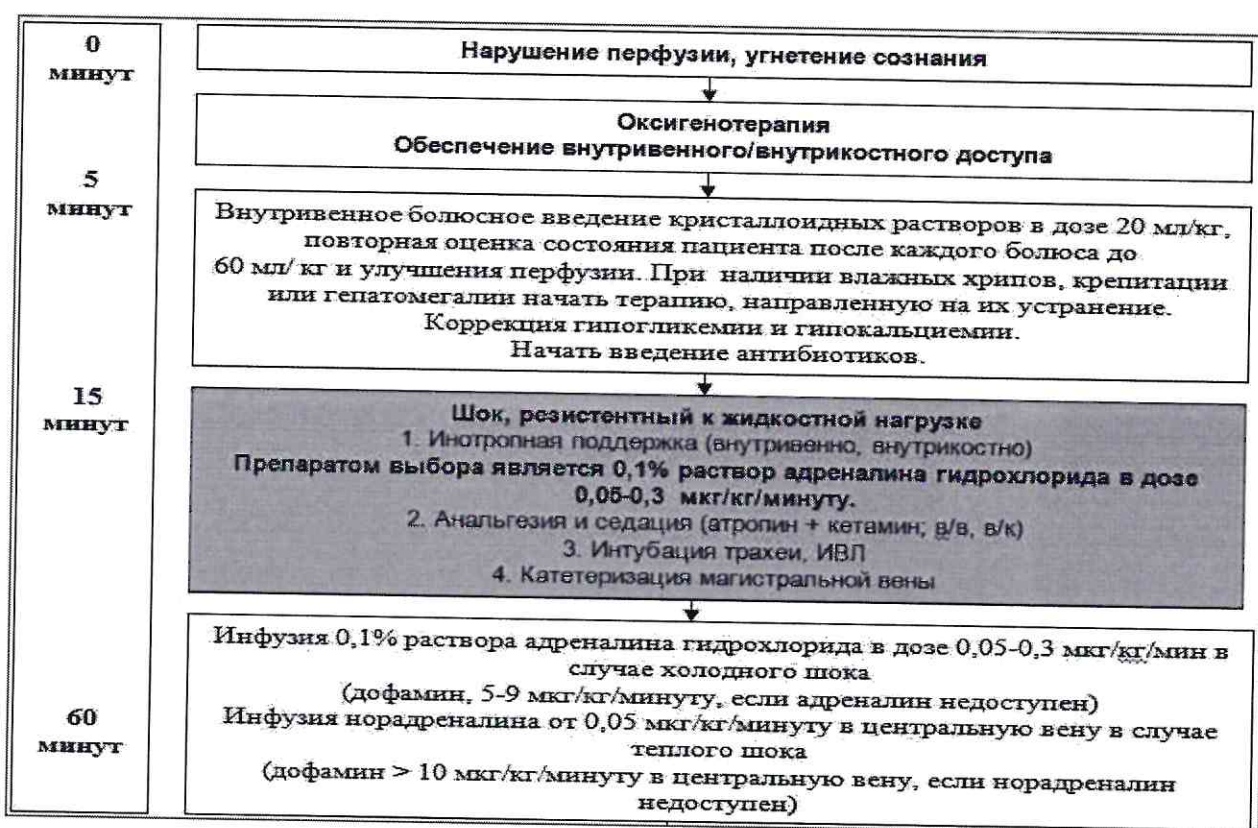 0
минут
Нарушение перфузии, угнетение сознания
Оксигенотерапия
Обеспечение внутривенного/внутрикостного доступа
5
минут
Внутривенное болюсное введение кристаллоидных растворов в дозе 20 мл/кг,
повторная оценка состояния пациента после каждого болюса до
60 мл/ кг и улучшения перфузии. При наличии влажных хрипов, крепитации
или гепатомегалии начать терапию, направленную на их устранение.
Коррекция гипогликемии и гипокальциемии.
Начать введение антибиотиков.
15
минут
Шок, резистентный к жидкостной нагрузке
1. Инотропная поддержка (внутривенно, внутрикостно)
Препаратом выбора является 0,1% раствор адреналина гидрохлорида в дозе
0,05-0,3 мкг/кг/минуту.
2. Анальгезия и седация (атропин + кетамин; в/в, в/к)
3. Интубация трахеи, ИВЛ
4. Катетеризация магистральной вены
60
минут
Инфузия 0,1% раствора адреналина гидрохлорида в дозе 0,05-0,3 мкг/кг/мин в
случае холодного шока
(дофамин, 5-9 мкг/кг/минуту, если адреналин недоступен)
Инфузия норадреналина от 0,05 мкг/кг/минуту в центральную вену в случае
теплого шока
(дофамин > 10 мкг/кг/минуту в центральную вену, если норадреналин
недоступен)